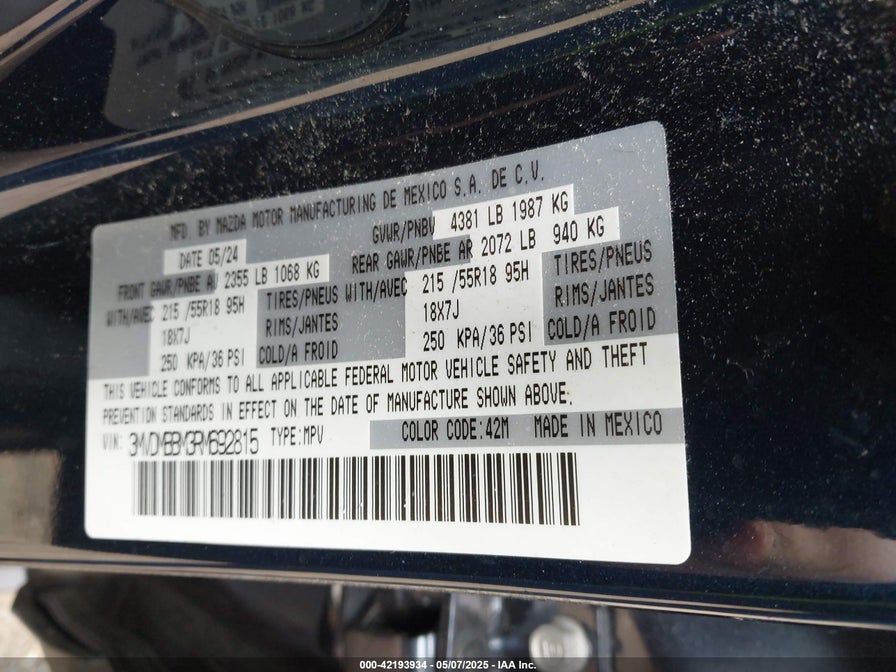 MFD. BY MAZDA MOTOR MANUFACTURING DE MEXICO S.A. DE C.V.
DATE 05/24 GVWR/PNBV 4381 LB 1987 KG
FRONT GAWR/PNBE AV 2355 LB 1068 KG REAR GAWR/PNBE AR 2072 LB 940 KG
WITH/AVEC 215 /55R18 95H TIRES/PNEUS WITH/AVEC 215 /55R18 95H TIRES/PNEUS
18X7J RIMS/JANTES 18X7J RIMS/JANTES
250 KPA/36 PSI COLD/A FROID 250 KPA/36 PSI COLD/A FROID
THIS VEHICLE CONFORMS TO ALL APPLICABLE FEDERAL MOTOR VEHICLE SAFETY AND THEFT
PREVENTION STANDARDS IN EFFECT ON THE DATE OF MANUFACTURE SHOWN ABOVE.
VIN: 3MVDMBBM3RM692815 TYPE:MPV COLOR CODE:42M MADE IN MEXICO
000-42193934 - 05/07/2025 - IAA Inc.